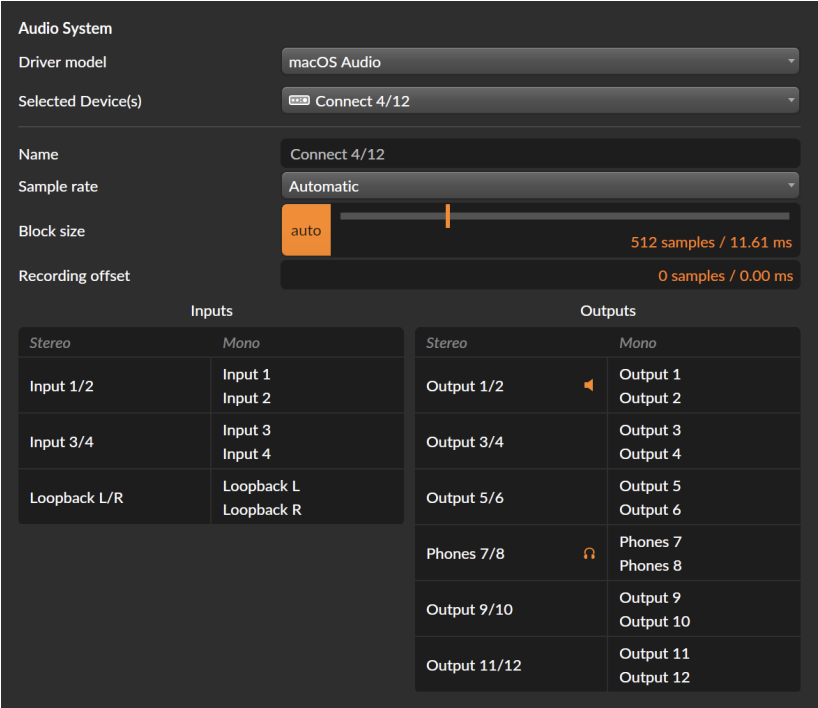 Audio System
Driver model
macOS Audio
Selected Device(s)
Connect 4/12
Name
Connect 4/12
Sample rate
Automatic
Block size
auto
512 samples / 11.61 ms
Recording offset
0 samples / 0.00 ms
Inputs
Stereo
Mono
Input 1/2
Input 1
Input 2
Input 3/4
Input 3
Input 4
Loopback L/R
Loopback L
Loopback R
Outputs
Stereo
Mono
Output 1/2
Output 1
Output 2
Output 3/4
Output 3
Output 4
Output 5/6
Output 5
Output 6
Phones 7/8
Phones 7
Phones 8
Output 9/10
Output 9
Output 10
Output 11/12
Output 11
Output 12